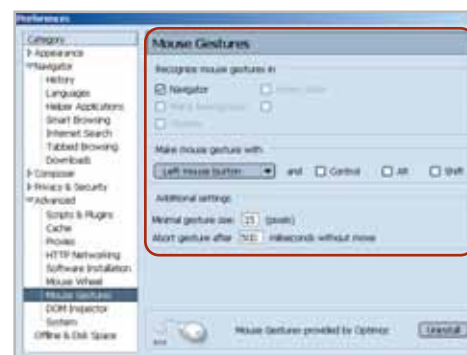 Preferences
Category
Appearance
Navigator
History
Languages
Helper Applications
Smart Browsing
Internet Search
Tabbed Browsing
Downloads
Composer
Privacy & Security
Advanced
Scripts & Plugins
Cache
Proxies
HTTP Networking
Software Installation
Mouse Wheel
Mouse Gestures
DOM Inspector
System
Offline & Disk Space
Mouse Gestures
Recognize mouse gestures in
Navigator
Make mouse gesture with
Left mouse button and Control Alt Shift
Additional settings
Minimal gesture size: 15 (pixels)
Abort gesture after 500 milliseconds without move
Mouse Gestures provided by Optimoz
Uninstall